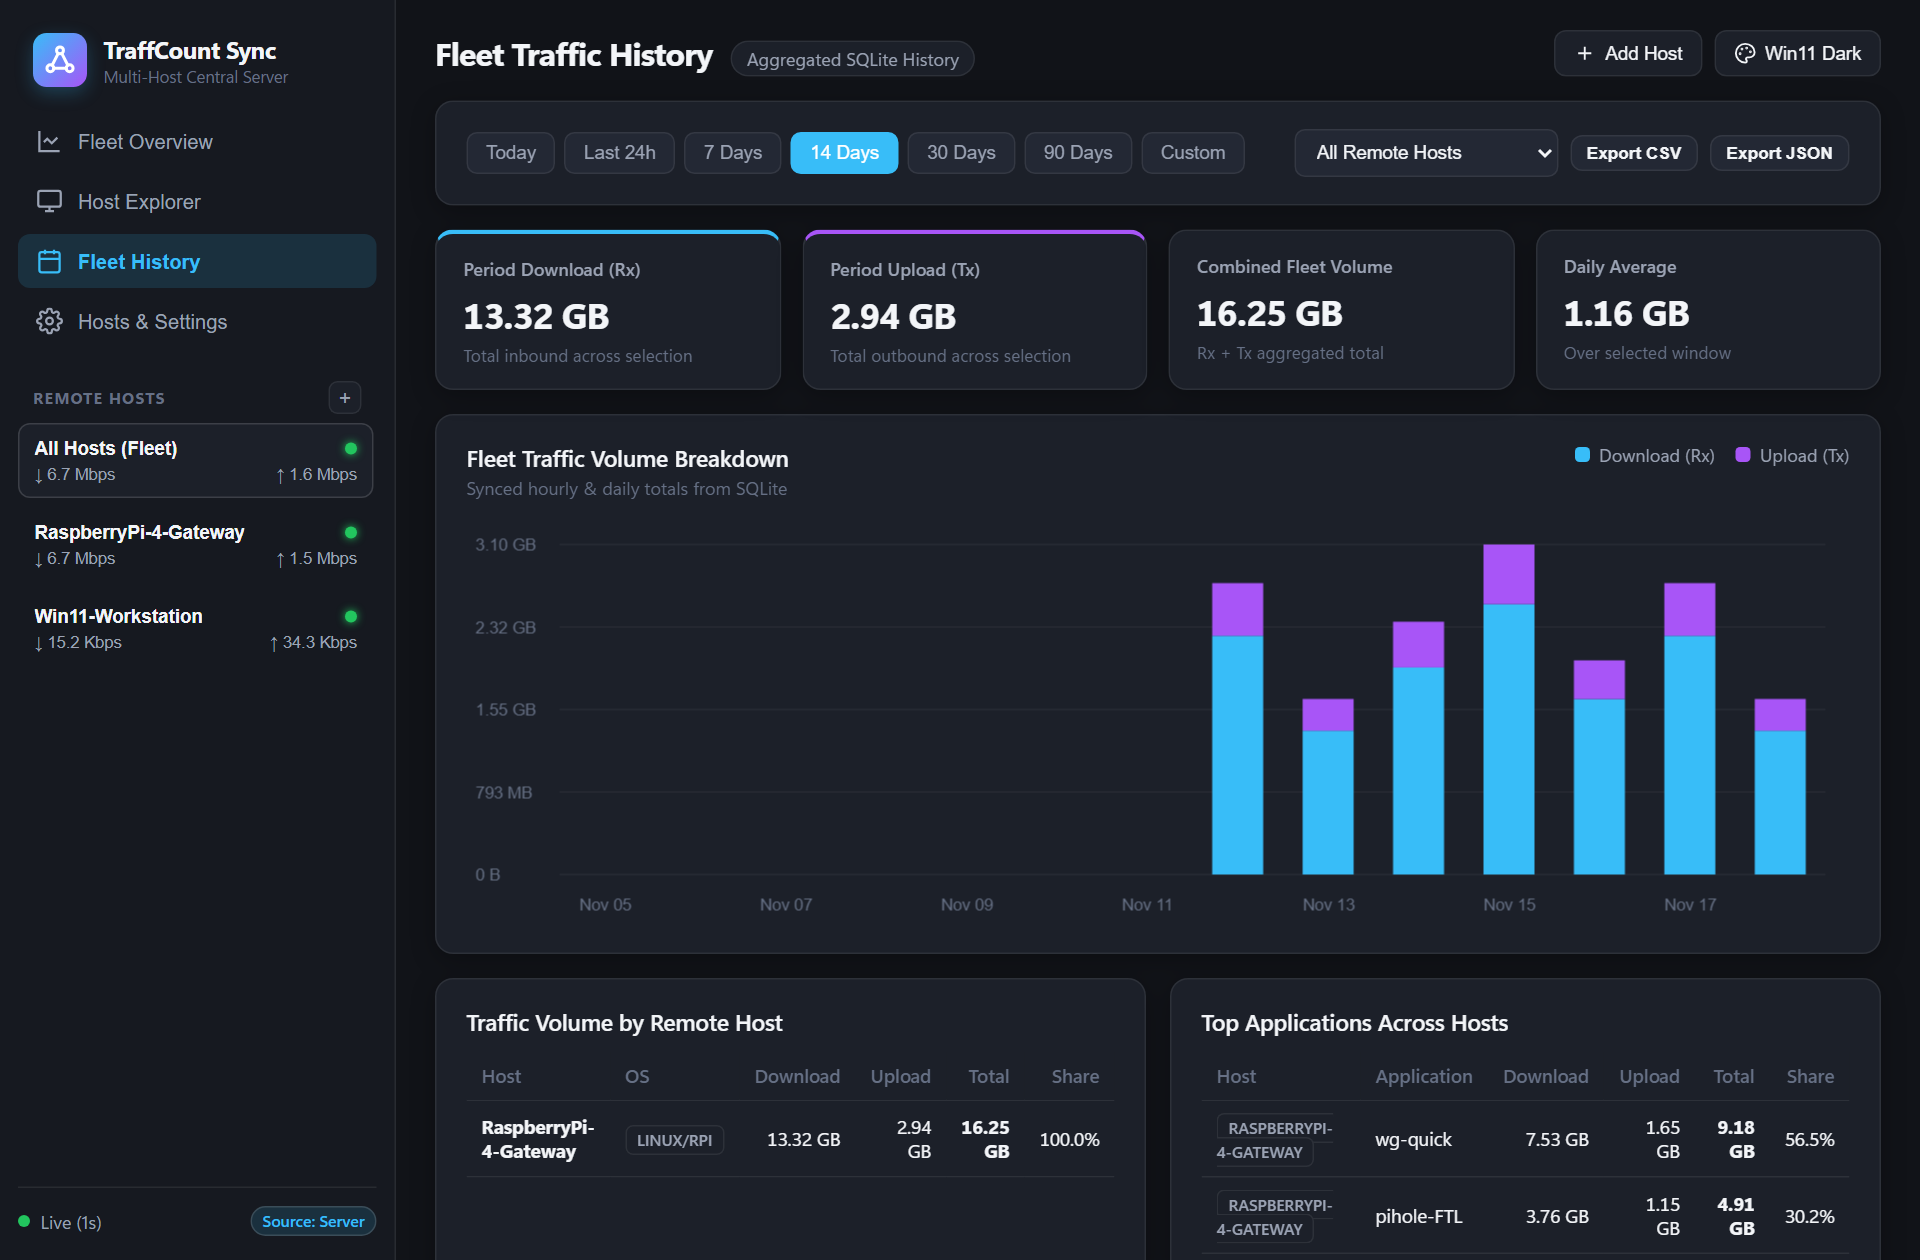 TraffCount Sync
Multi-Host Central Server
Fleet Overview
Host Explorer
Fleet History
Hosts & Settings
REMOTE HOSTS
+
All Hosts (Fleet)
↓ 6.7 Mbps ↑ 1.6 Mbps
RaspberryPi-4-Gateway
↓ 6.7 Mbps ↑ 1.5 Mbps
Win11-Workstation
↓ 15.2 Kbps ↑ 34.3 Kbps
Live (1s) Source: Server
Fleet Traffic History Aggregated SQLite History + Add Host Win11 Dark
Today Last 24h 7 Days 14 Days 30 Days 90 Days Custom All Remote Hosts Export CSV Export JSON
Period Download (Rx)
13.32 GB
Total inbound across selection
Period Upload (Tx)
2.94 GB
Total outbound across selection
Combined Fleet Volume
16.25 GB
Rx + Tx aggregated total
Daily Average
1.16 GB
Over selected window
Fleet Traffic Volume Breakdown
Synced hourly & daily totals from SQLite
Download (Rx) Upload (Tx)
3.10 GB
2.32 GB
1.55 GB
793 MB
0 B
Nov 05 Nov 07 Nov 09 Nov 11 Nov 13 Nov 15 Nov 17
Traffic Volume by Remote Host
Host OS Download Upload Total Share
RaspberryPi-4-Gateway LINUX/RPI 13.32 GB 2.94 GB 16.25 GB 100.0%
Top Applications Across Hosts
Host Application Download Upload Total Share
RASPBERRYPI-4-GATEWAY wg-quick 7.53 GB 1.65 GB 9.18 GB 56.5%
RASPBERRYPI-4-GATEWAY pihole-FTL 3.76 GB 1.15 GB 4.91 GB 30.2%